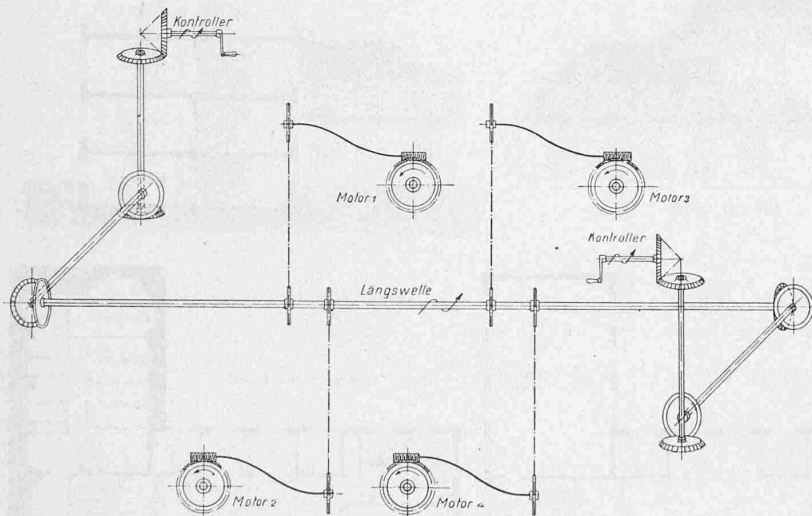 Kontroller
Motor 1
Motor 3
Kontroller
Längswelle
Motor 2
Motor 4